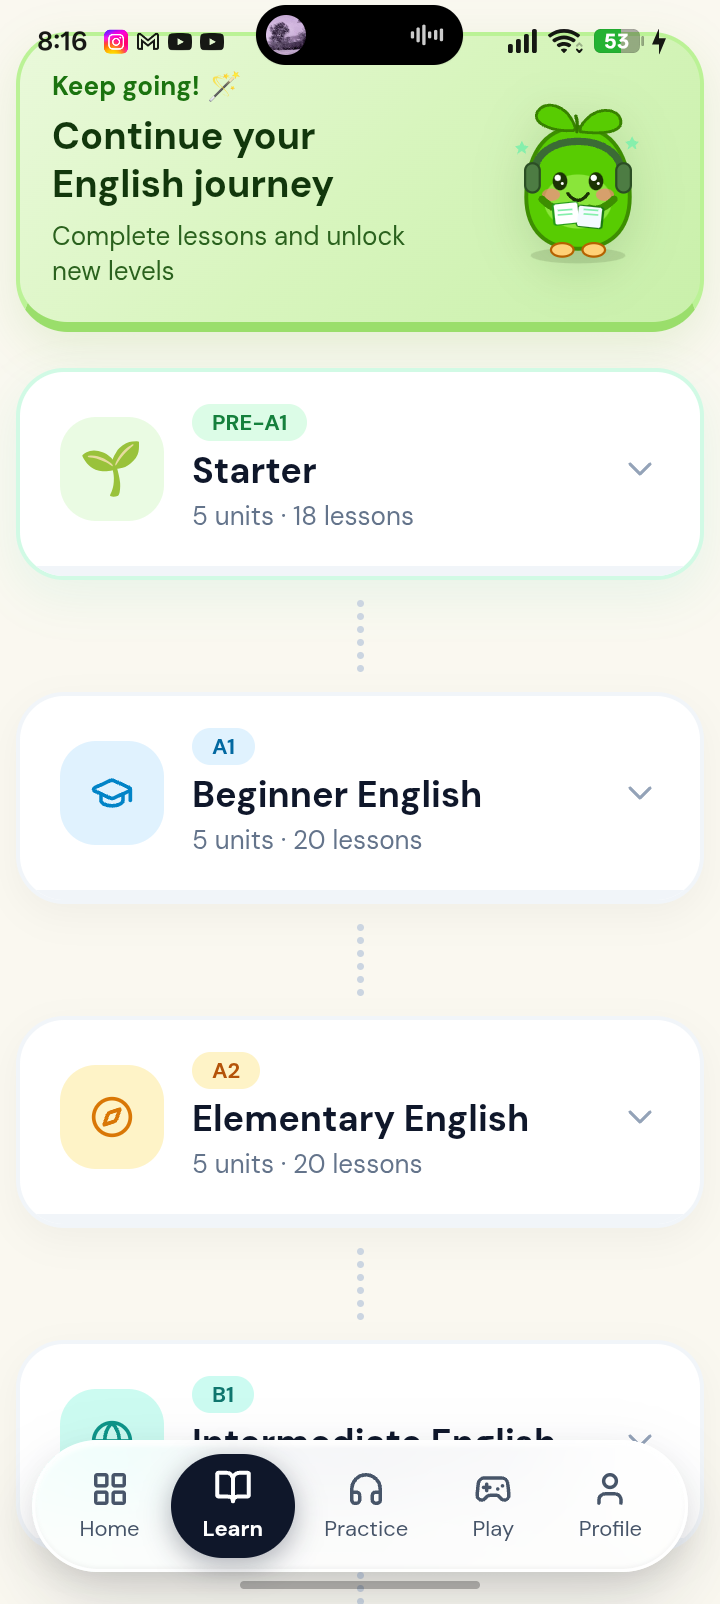 8:16
53
Keep going!
Continue your
English journey
Complete lessons and unlock
new levels
PRE-A1
Starter
5 units · 18 lessons
A1
Beginner English
5 units · 20 lessons
A2
Elementary English
5 units · 20 lessons
B1
Intermediate English
Home
Learn
Practice
Play
Profile